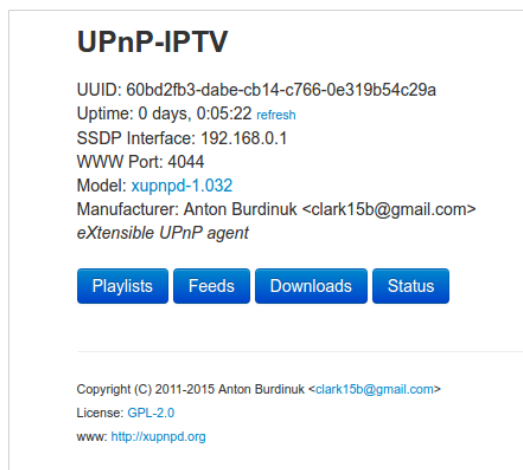 UPnP-IPTV
UUID: 60bd2fb3-dabe-cb14-c766-0e319b54c29a
Uptime: 0 days, 0:05:22 refresh
SSDP Interface: 192.168.0.1
WWW Port: 4044
Model: xupnpd-1.032
Manufacturer: Anton Burdinuk <clark15b@gmail.com>
eXtensible UPnP agent
Playlists Feeds Downloads Status
Copyright (C) 2011-2015 Anton Burdinuk <clark15b@gmail.com>
License: GPL-2.0
www: http://xupnpd.org